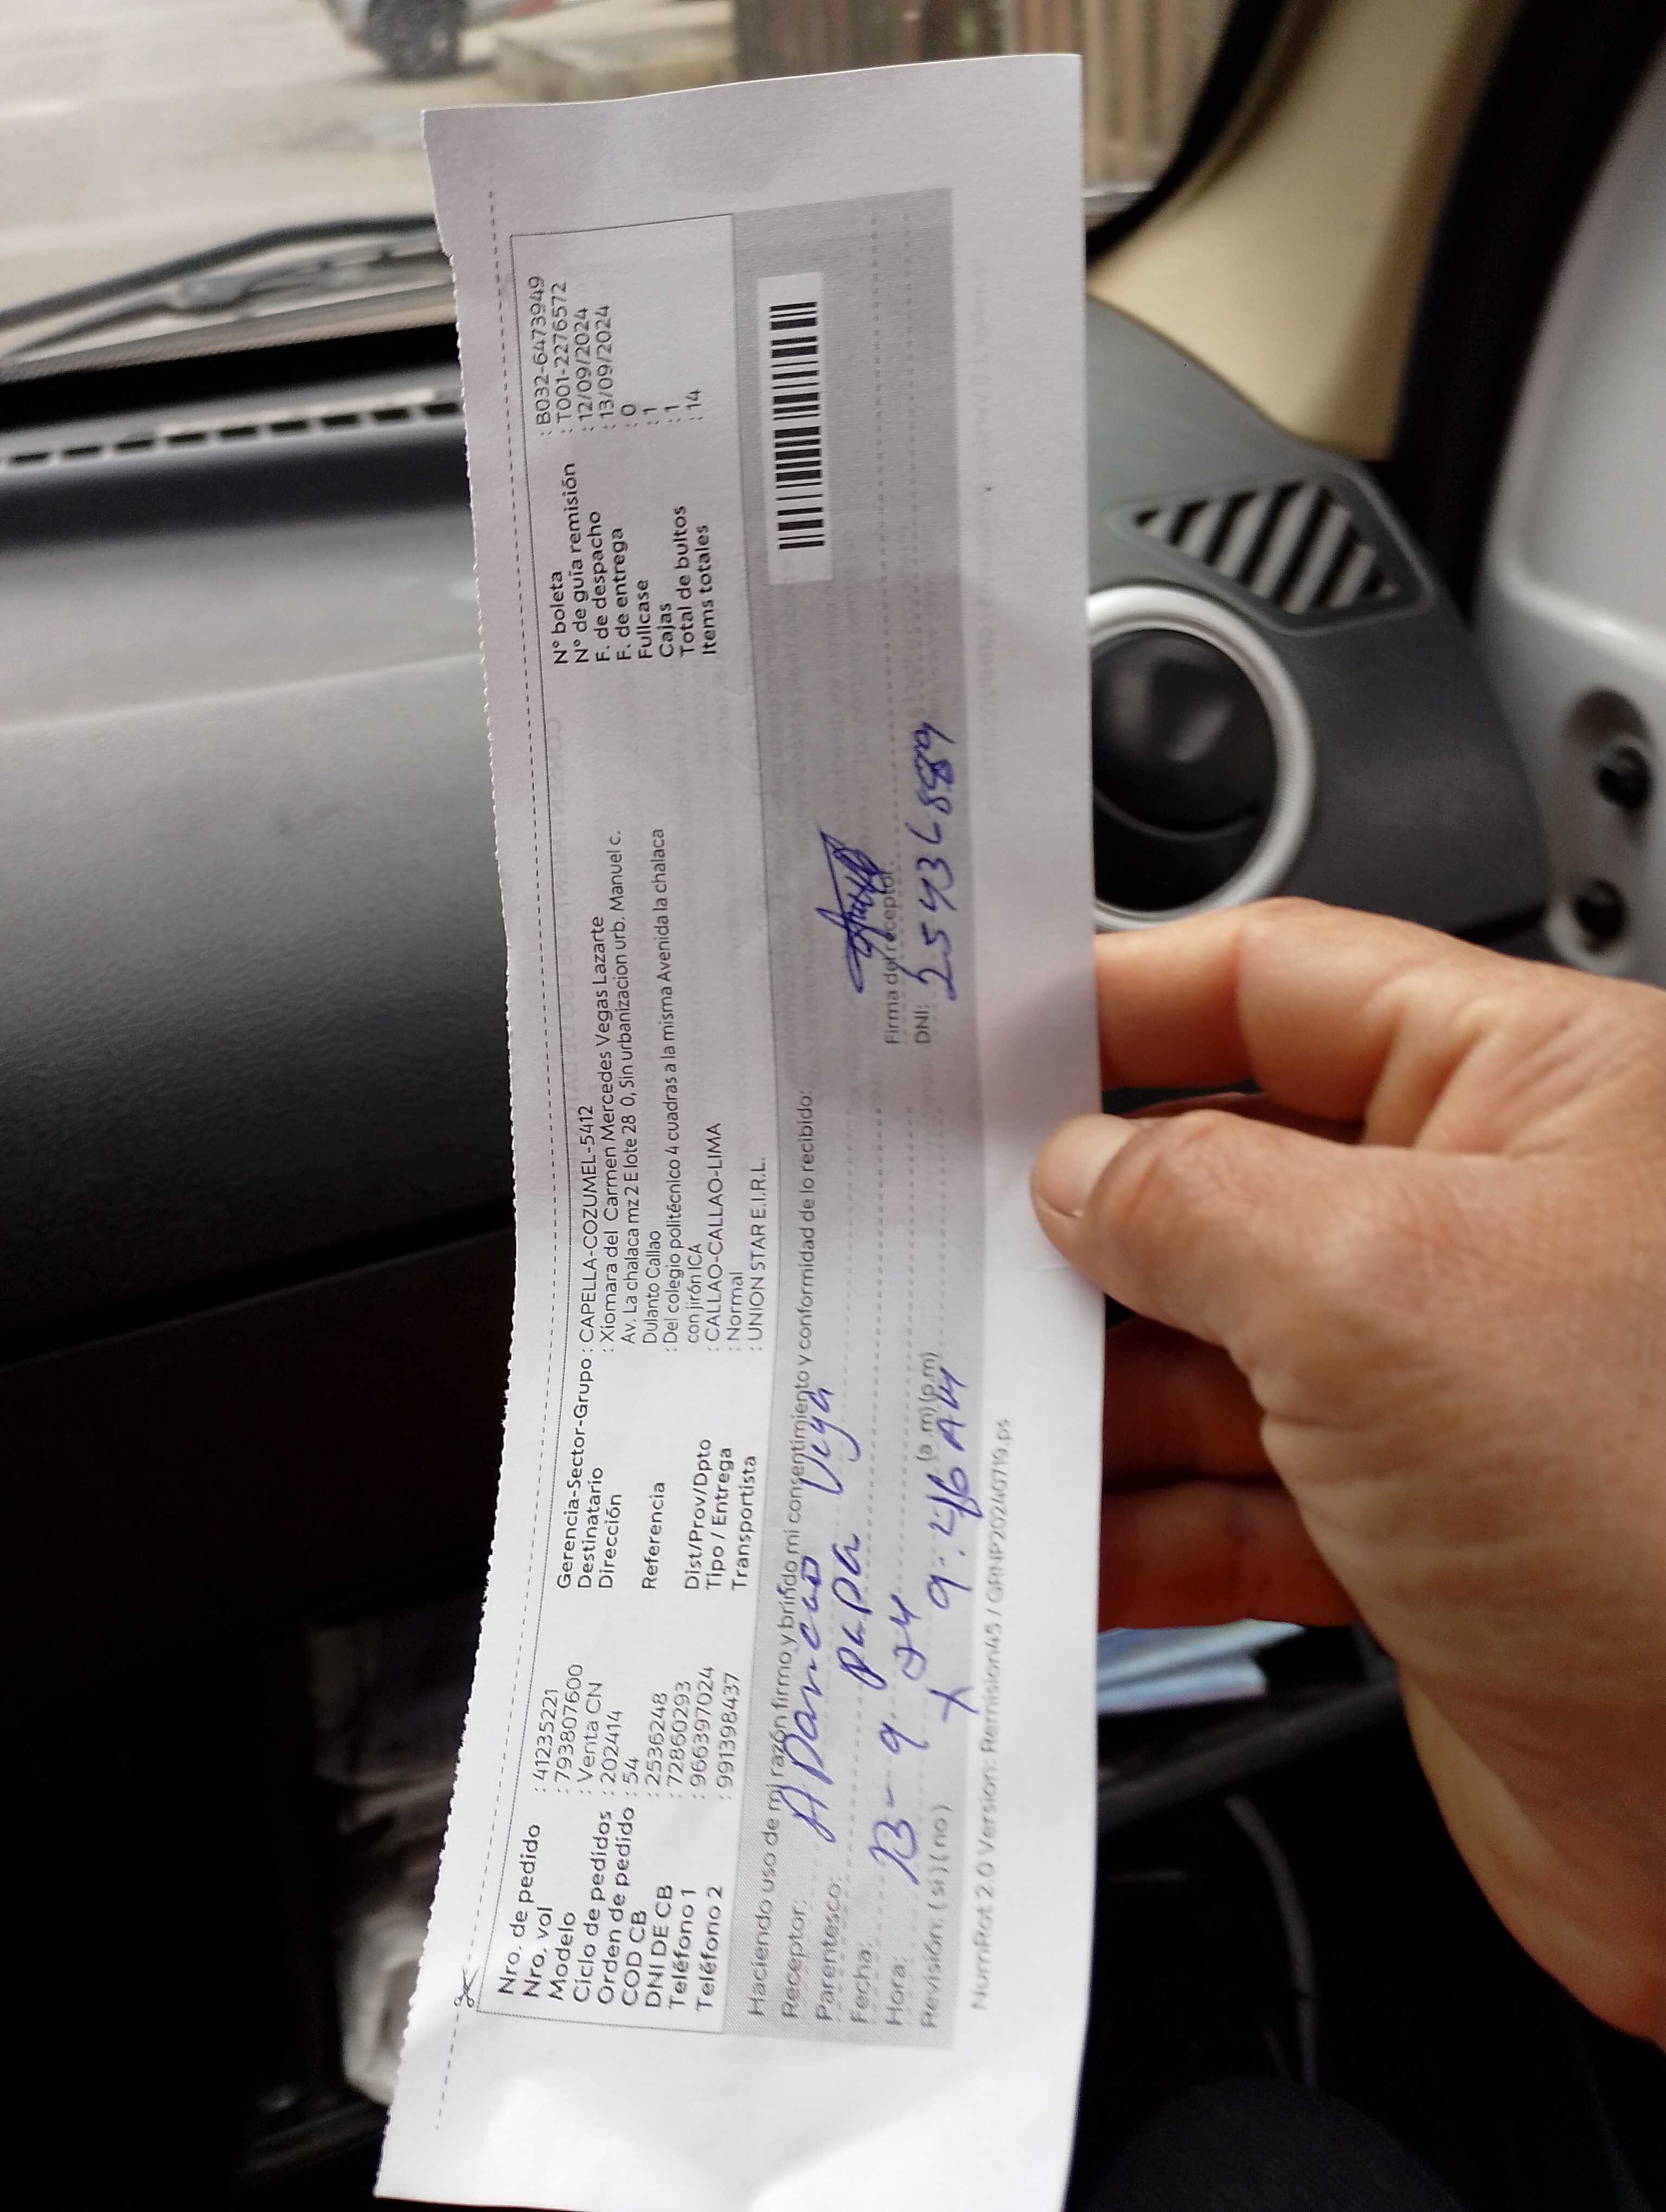 Nro. de pedido : 41235221
Nro. vol : 793807600
Modelo : Venta CN
Ciclo de pedidos : 202414
Orden de pedido : 54
COD CB : 2536248
DNI DE CB : 72860293
Teléfono 1 : 966397024
Teléfono 2 : 991398437
Gerencia-Sector-Grupo : CAPELLA-COZUMEL-5412
Destinatario : Xiomara del Carmen Mercedes Vegas Lazarte
Dirección Av. La chalaca mz 2 E lote 28 0, Sin urbanizacion urb. Manuel c.
Dulanto Callao
Referencia : Del colegio politécnico 4 cuadras a la misma Avenida la chalaca
con jirón ICA
Dist/Prov/Dpto : CALLAO-CALLAO-LIMA
Tipo / Entrega : Normal
Transportista : UNION STAR E.I.R.L.
N° boleta : B032-6473949
N° de guía remisión : T001-2276572
F. de despacho : 12/09/2024
F. de entrega : 13/09/2024
Fullcase : 0
Cajas : 1
Total de bultos : 1
Items totales : 14
Haciendo uso de mi razón firmo y brindo mi consentimiento y conformidad de lo recibido:
Receptor:
Parentesco: papa
Fecha: 13-9-24
Hora: 9:46 AM (a.m) (p.m)
Revisión: ( si ) ( no )
Firma del receptor:
DNI:
NumRot 2.0 Version: Remision45 / GRNP20240719.ps